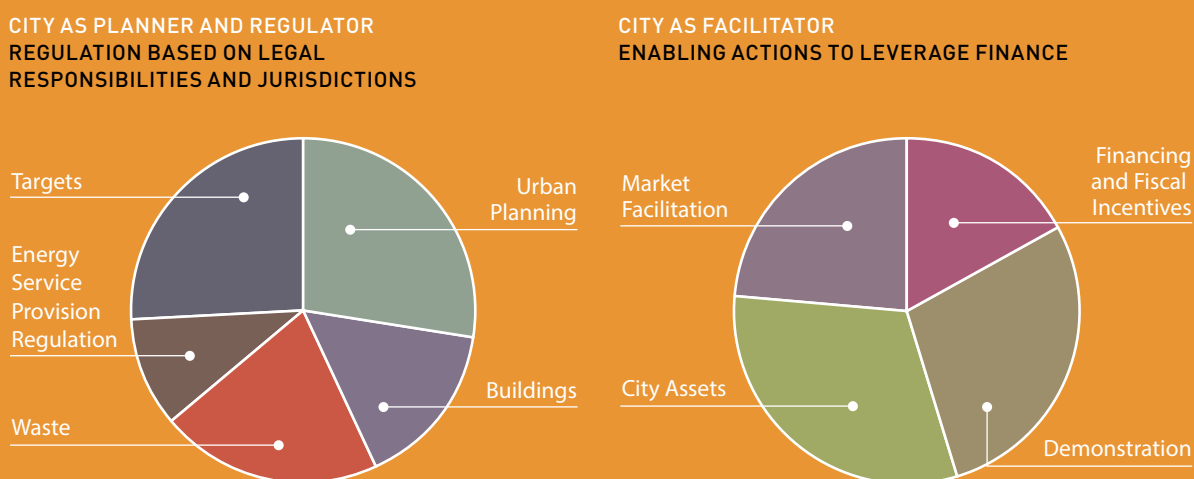 CITY AS PLANNER AND REGULATOR
REGULATION BASED ON LEGAL
RESPONSIBILITIES AND JURISDICTIONS
Targets
Energy
Service
Provision
Regulation
Waste
Urban
Planning
Buildings
CITY AS FACILITATOR
ENABLING ACTIONS TO LEVERAGE FINANCE
Market
Facilitation
City Assets
Financing
and Fiscal
Incentives
Demonstration